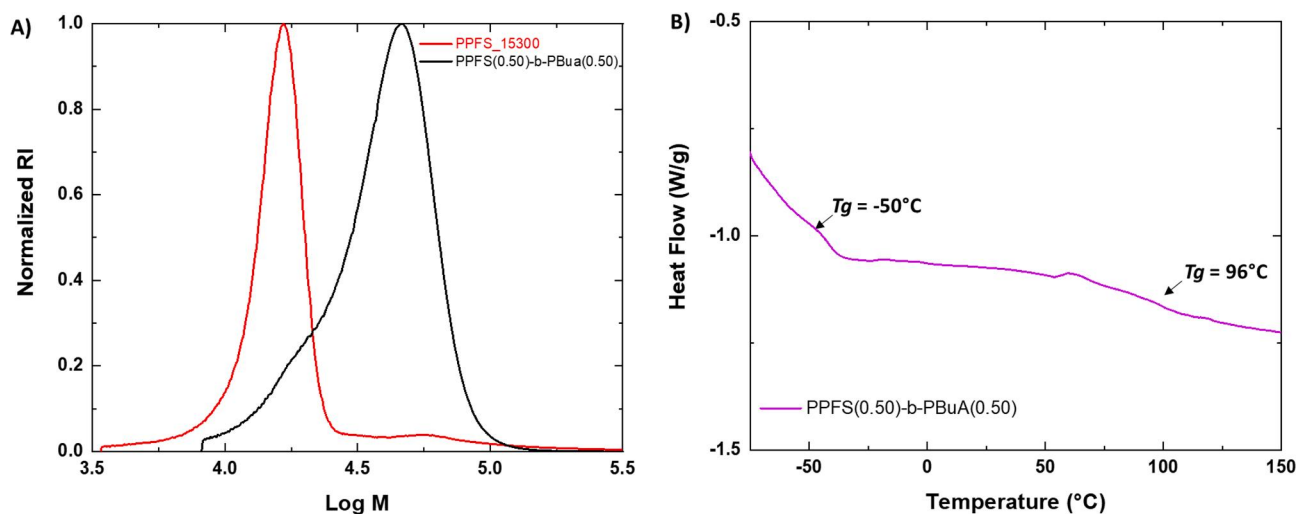 A)
1.0
0.8
0.6
0.4
0.2
0.0
Normalized RI
PPFS_15300
PPFS(0.50)-b-PBua(0.50)
3.5 4.0 4.5 5.0 5.5
Log M
B)
-0.5
-1.0
-1.5
Heat Flow (W/g)
Tg = -50°C
Tg = 96°C
PPFS(0.50)-b-PBuA(0.50)
-50 0 50 100 150
Temperature (°C)